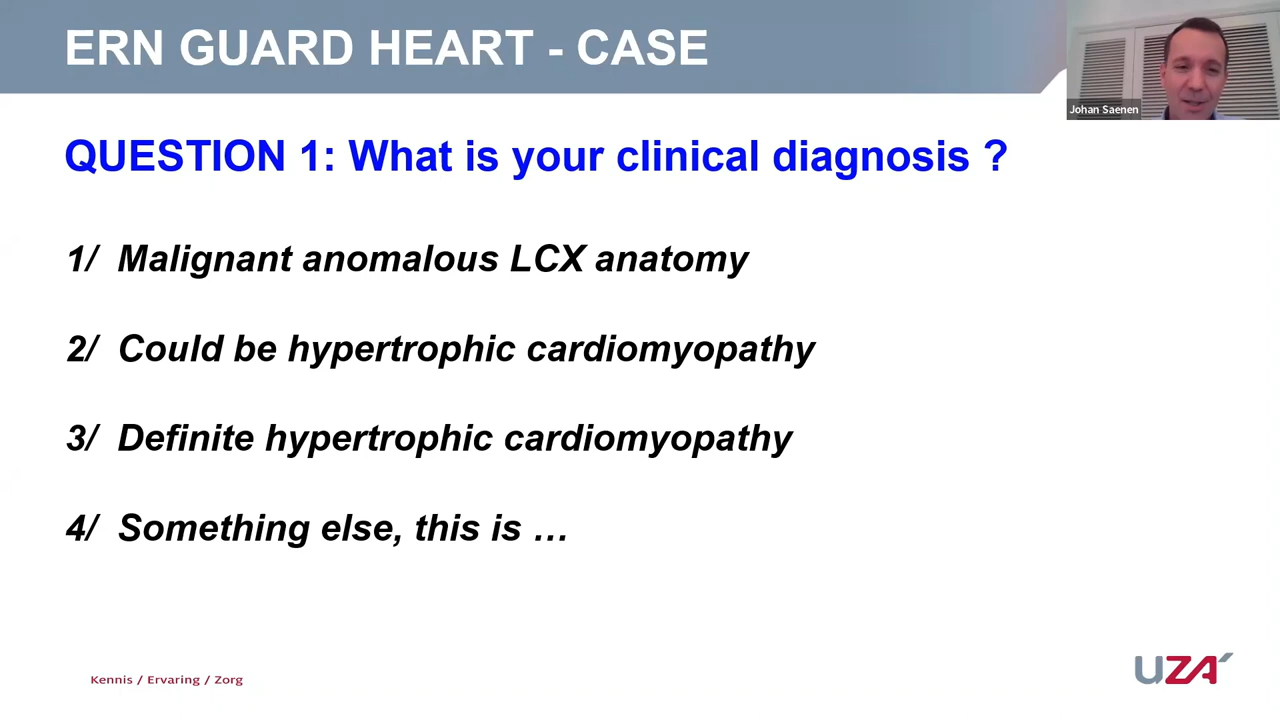 ERN GUARD HEART - CASE
Johan Saenen
QUESTION 1: What is your clinical diagnosis ?
1/ Malignant anomalous LCX anatomy
2/ Could be hypertrophic cardiomyopathy
3/ Definite hypertrophic cardiomyopathy
4/ Something else, this is …
Kennis / Ervaring / Zorg
UZA